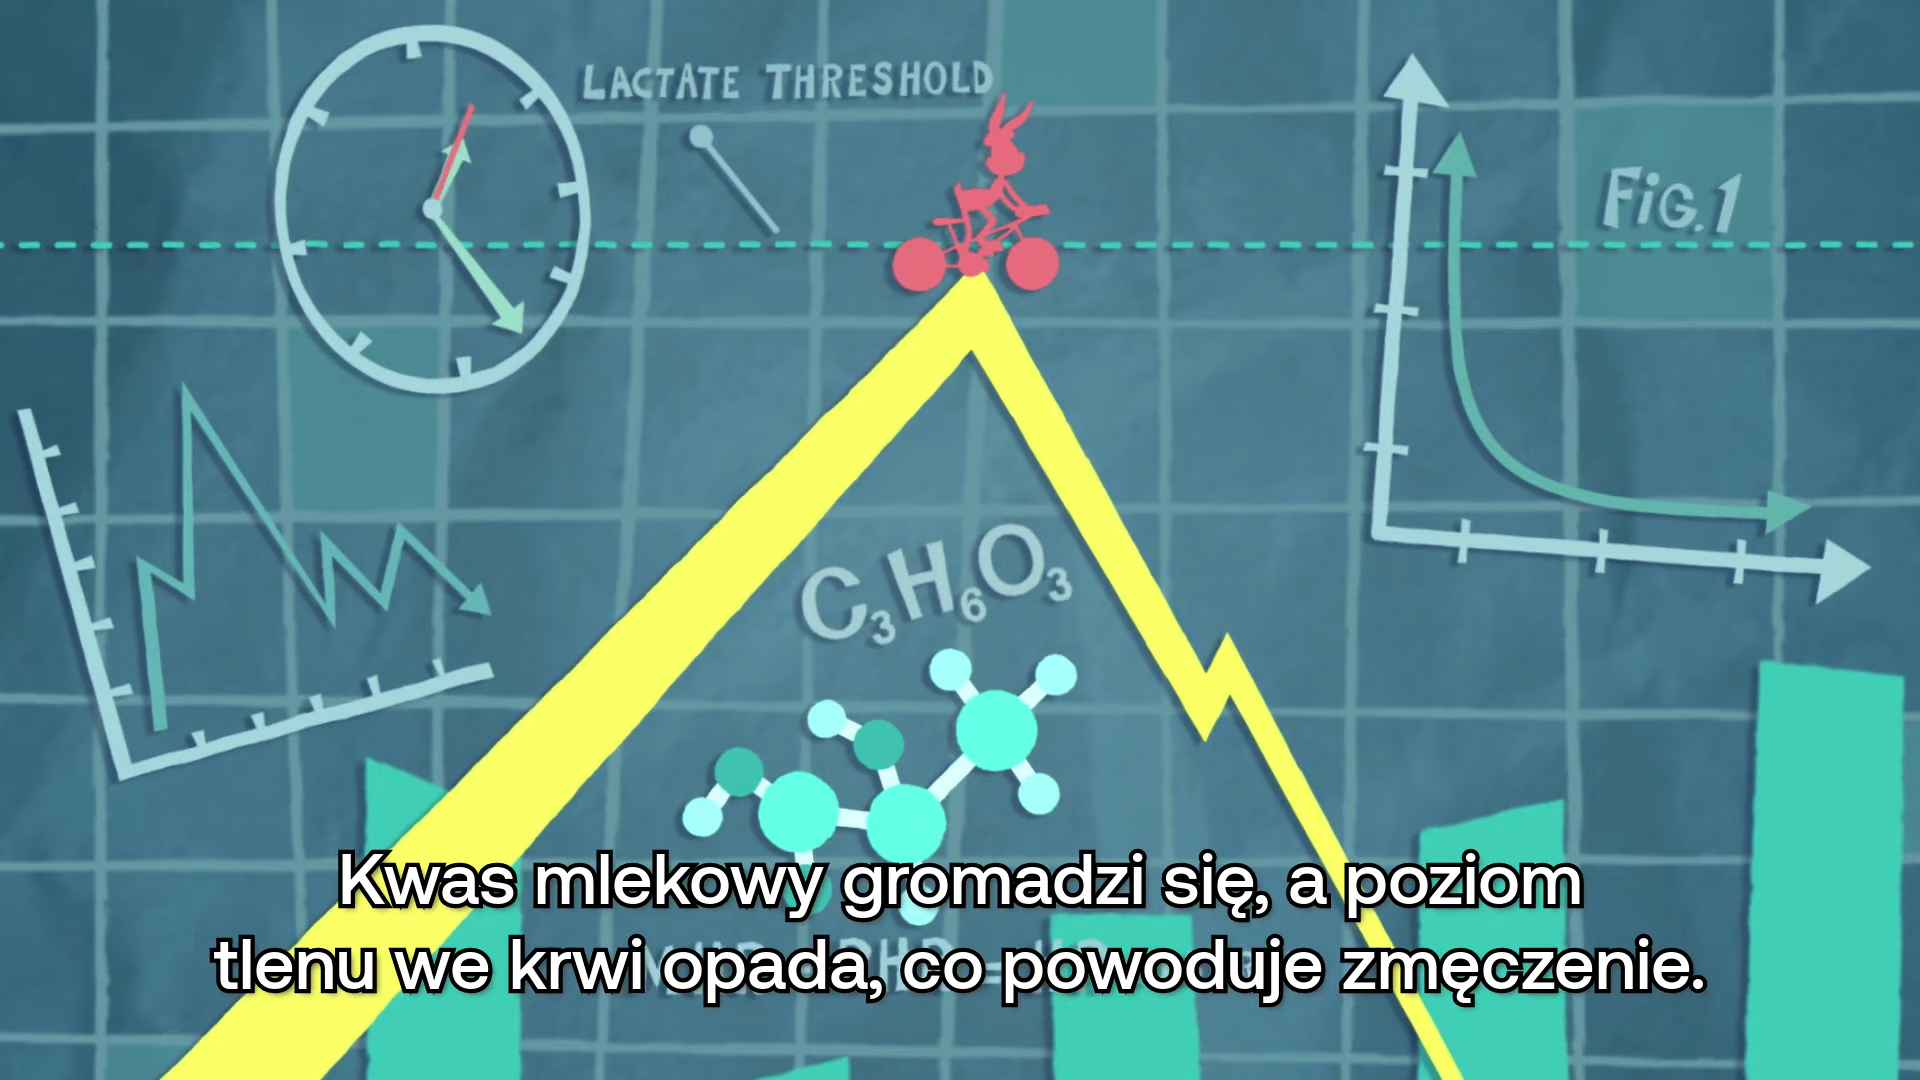 LACTATE THRESHOLD
FiG.1
C₃H₆O₃
Kwas mlekowy gromadzi się, a poziom
tlenu we krwi opada, co powoduje zmęczenie.